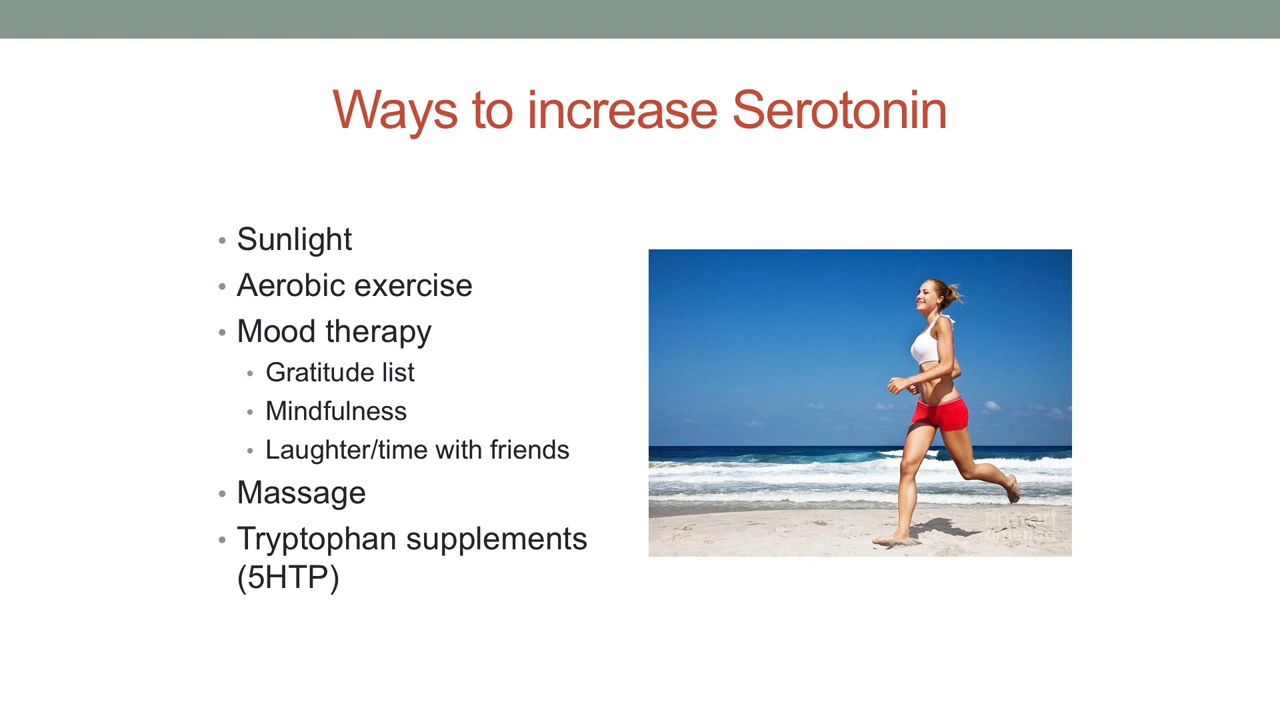 Ways to increase Serotonin
• Sunlight
• Aerobic exercise
• Mood therapy
• Gratitude list
• Mindfulness
• Laughter/time with friends
• Massage
• Tryptophan supplements
(5HTP)